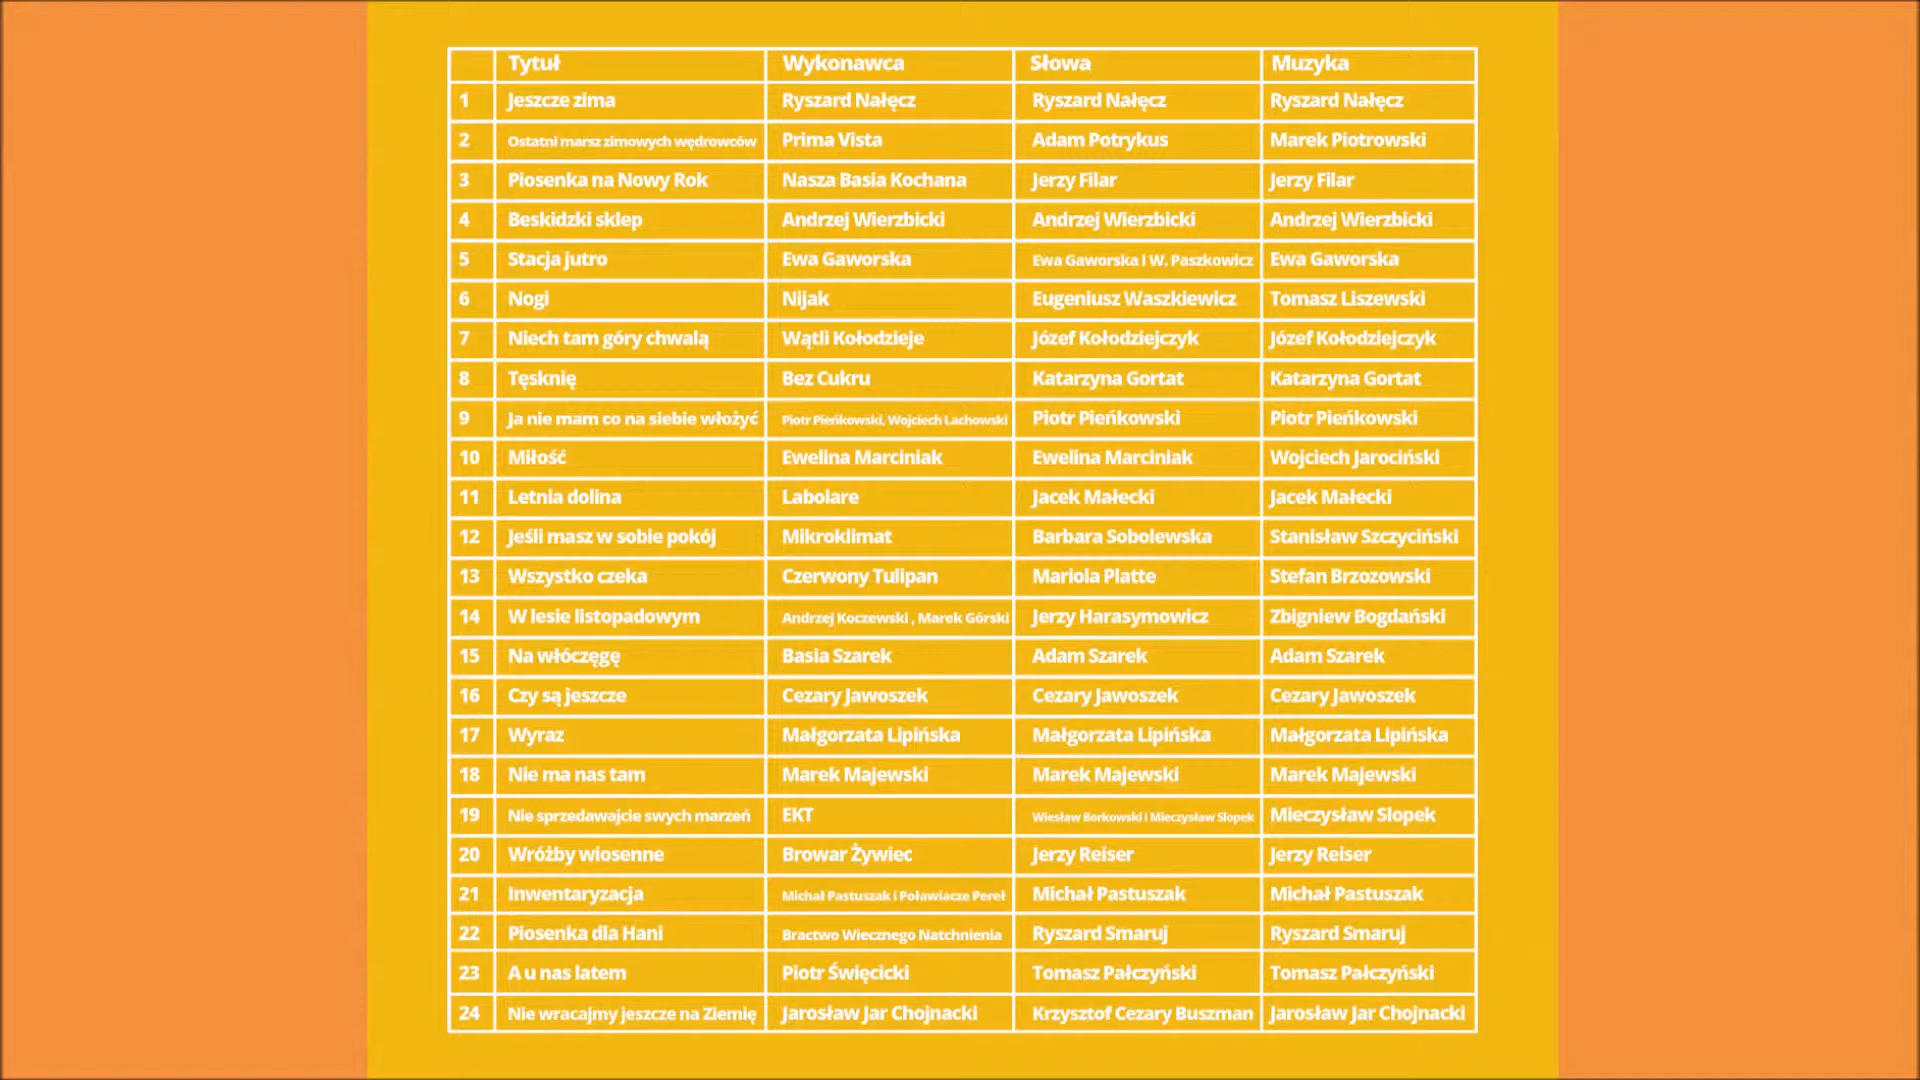 Tytuł Wykonawca Słowa Muzyka
1 Jeszcze zima Ryszard Nałęcz Ryszard Nałęcz Ryszard Nałęcz
2 Ostatni marsz zimowych wędrowców Prima Vista Adam Potrykus Marek Piotrowski
3 Piosenka na Nowy Rok Nasza Basia Kochana Jerzy Filar Jerzy Filar
4 Beskidzki sklep Andrzej Wierzbicki Andrzej Wierzbicki Andrzej Wierzbicki
5 Stacja jutro Ewa Gaworska Ewa Gaworska i W. Paszkowicz Ewa Gaworska
6 Nogi Nijak Eugeniusz Waszkiewicz Tomasz Liszewski
7 Niech tam góry chwalą Wątli Kołodzieje Józef Kołodziejczyk Józef Kołodziejczyk
8 Tęsknię Bez Cukru Katarzyna Gortat Katarzyna Gortat
9 Ja nie mam co na siebie włożyć Piotr Pieńkowski, Wojciech Lachowski Piotr Pieńkowski Piotr Pieńkowski
10 Miłość Ewelina Marciniak Ewelina Marciniak Wojciech Jarociński
11 Letnia dolina Labolare Jacek Małecki Jacek Małecki
12 Jeśli masz w sobie pokój Mikroklimat Barbara Sobolewska Stanisław Szczyciński
13 Wszystko czeka Czerwony Tulipan Mariola Platte Stefan Brzozowski
14 W lesie listopadowym Andrzej Koczewski , Marek Górski Jerzy Harasymowicz Zbigniew Bogdański
15 Na włóczęgę Basia Szarek Adam Szarek Adam Szarek
16 Czy są jeszcze Cezary Jawoszek Cezary Jawoszek Cezary Jawoszek
17 Wyraz Małgorzata Lipińska Małgorzata Lipińska Małgorzata Lipińska
18 Nie ma nas tam Marek Majewski Marek Majewski Marek Majewski
19 Nie sprzedawajcie swych marzeń EKT Wiesław Borkowski i Mieczysław Slopek Mieczysław Slopek
20 Wróżby wiosenne Browar Żywiec Jerzy Reiser Jerzy Reiser
21 Inwentaryzacja Michał Pastuszak i Poławiacze Pereł Michał Pastuszak Michał Pastuszak
22 Piosenka dla Hani Bractwo Wiecznego Natchnienia Ryszard Smaruj Ryszard Smaruj
23 A u nas latem Piotr Święcicki Tomasz Pałczyński Tomasz Pałczyński
24 Nie wracajmy jeszcze na Ziemię Jarosław Jar Chojnacki Krzysztof Cezary Buszman Jarosław Jar Chojnacki